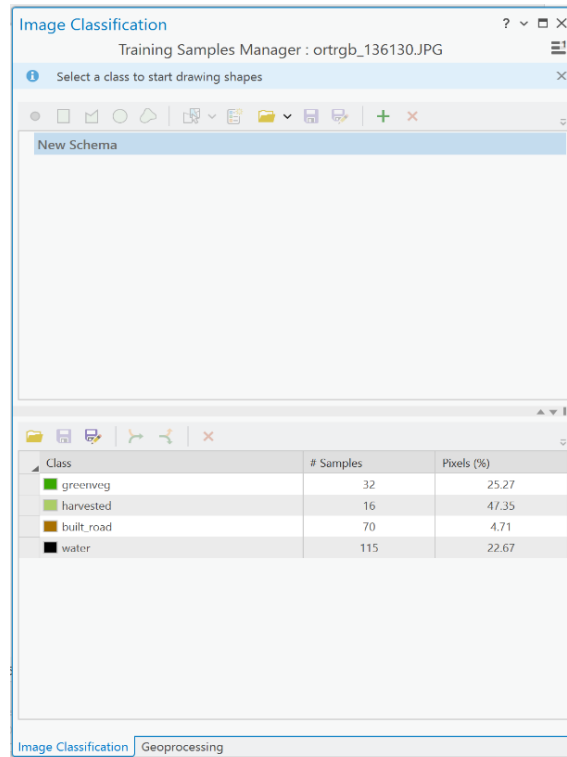 Image Classification
Training Samples Manager : ortrgb_136130.JPG
Select a class to start drawing shapes
New Schema
Class # Samples Pixels (%)
greenveg 32 25.27
harvested 16 47.35
built_road 70 4.71
water 115 22.67
Image Classification Geoprocessing